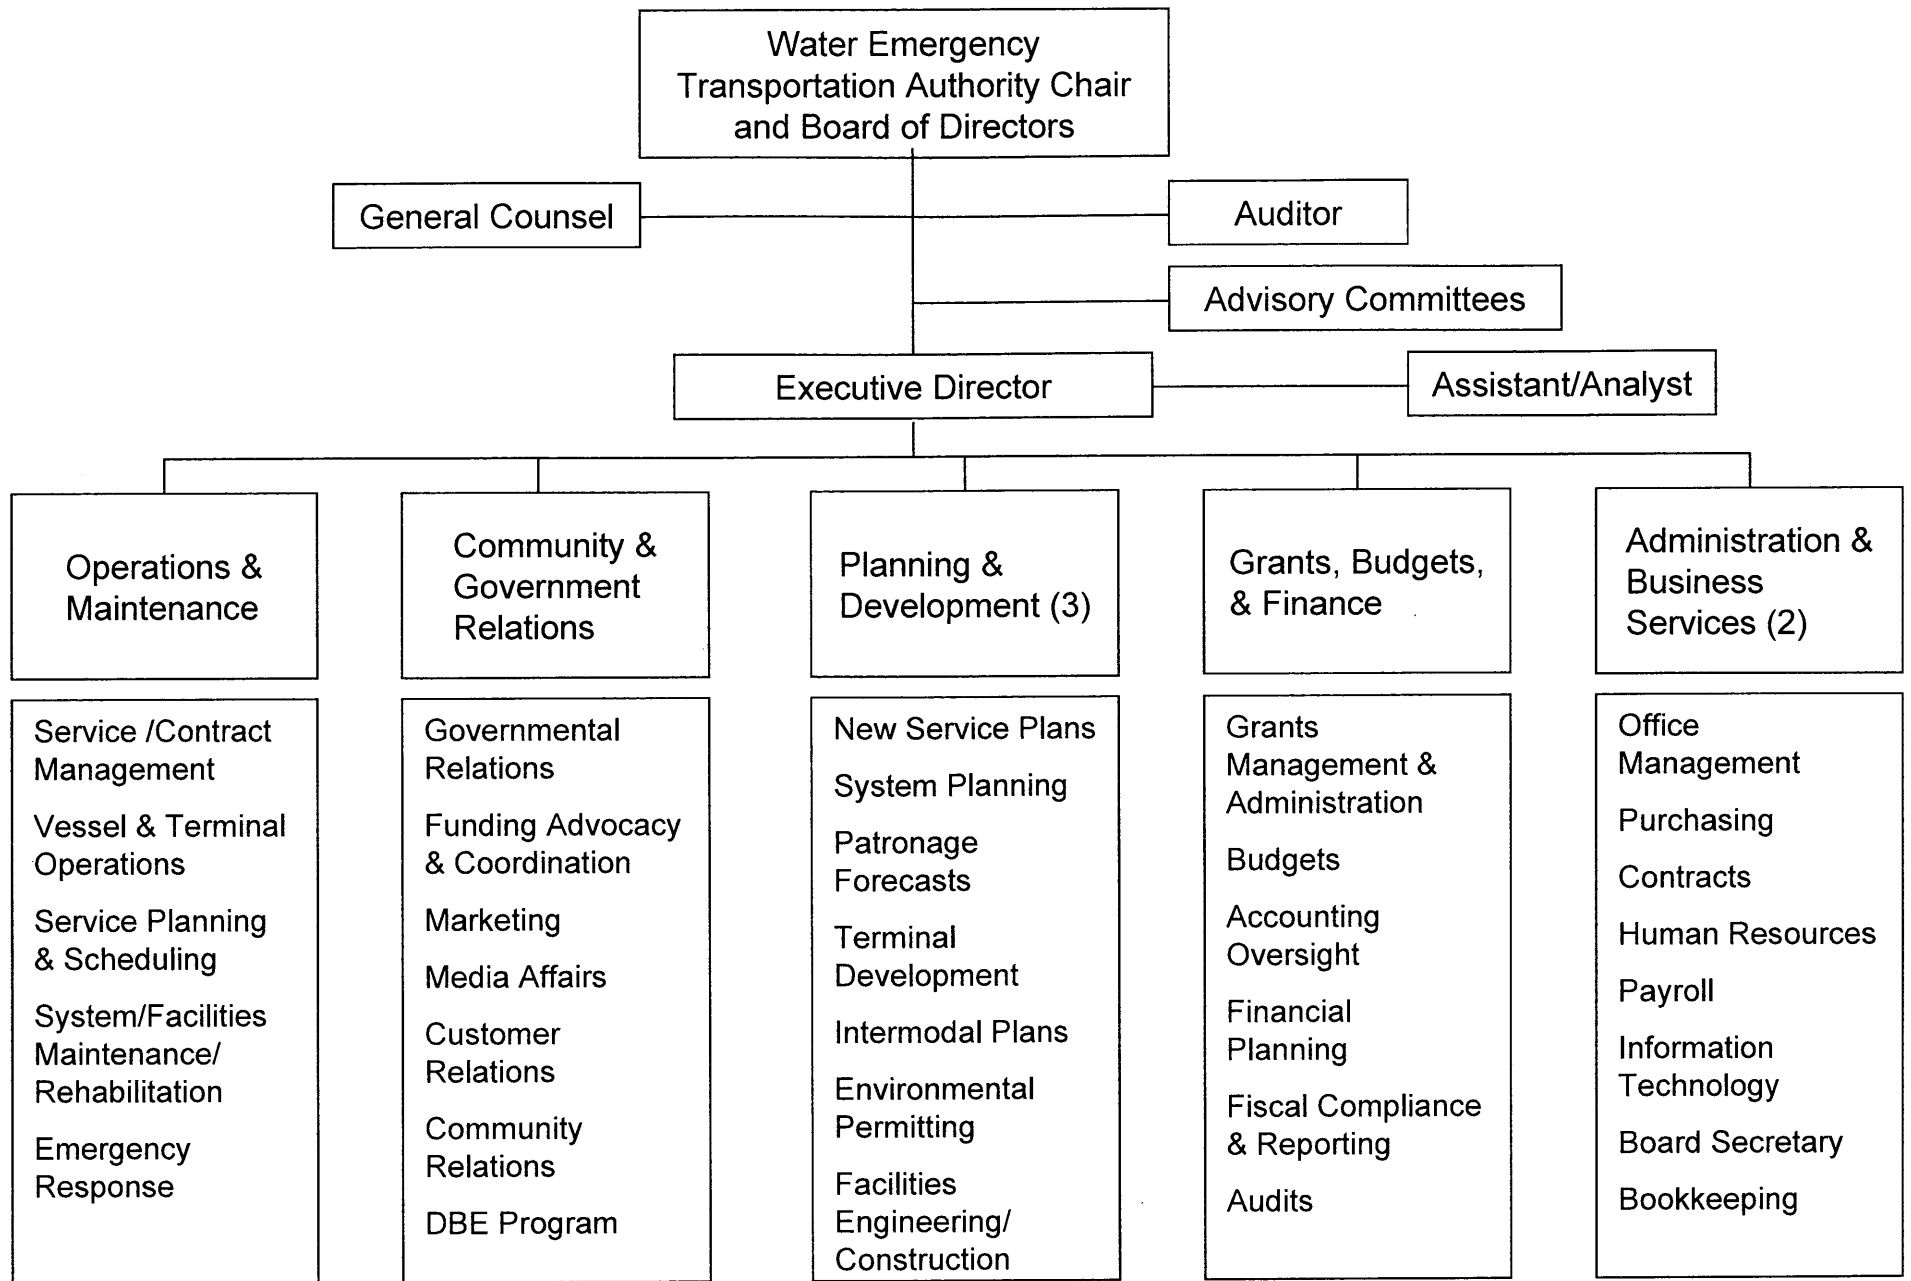 Water Emergency
Transportation Authority Chair
and Board of Directors
General Counsel
Auditor
Advisory Committees
Executive Director
Assistant/Analyst
Operations &
Maintenance
Community &
Government
Relations
Planning &
Development (3)
Grants, Budgets,
& Finance
Administration &
Business
Services (2)
Service /Contract
Management
Vessel & Terminal
Operations
Service Planning
& Scheduling
System/Facilities
Maintenance/
Rehabilitation
Emergency
Response
Governmental
Relations
Funding Advocacy
& Coordination
Marketing
Media Affairs
Customer
Relations
Community
Relations
DBE Program
New Service Plans
System Planning
Patronage
Forecasts
Terminal
Development
Intermodal Plans
Environmental
Permitting
Facilities
Engineering/
Construction
Grants
Management &
Administration
Budgets
Accounting
Oversight
Financial
Planning
Fiscal Compliance
& Reporting
Audits
Office
Management
Purchasing
Contracts
Human Resources
Payroll
Information
Technology
Board Secretary
Bookkeeping